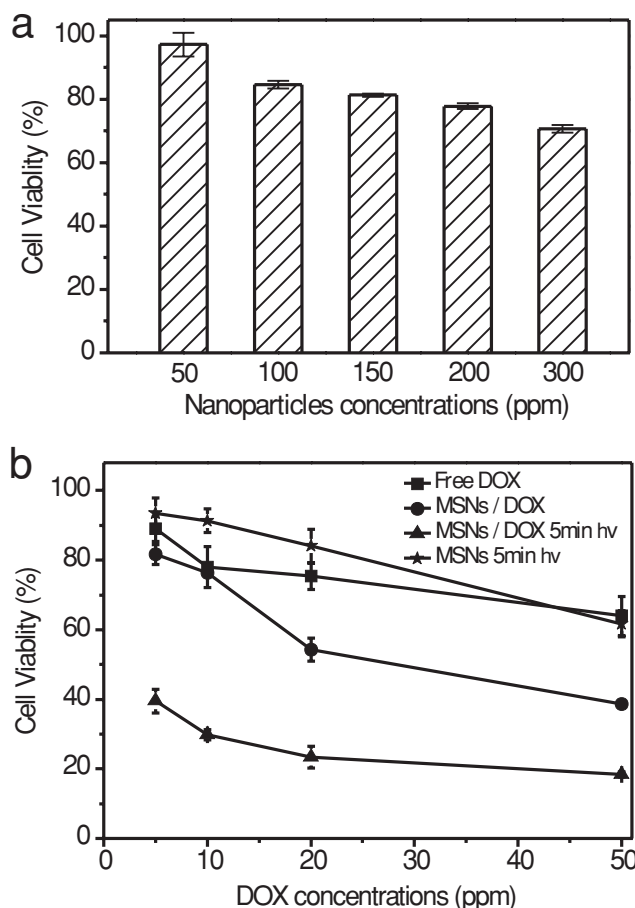 a
100
80
60
40
20
0
Cell Viablity (%)
50 100 150 200 300
Nanoparticles concentrations (ppm)
b
Free DOX
MSNs / DOX
MSNs / DOX 5min hv
MSNs 5min hv
100
80
60
40
20
0
Cell Viablity (%)
0 10 20 30 40 50
DOX concentrations (ppm)